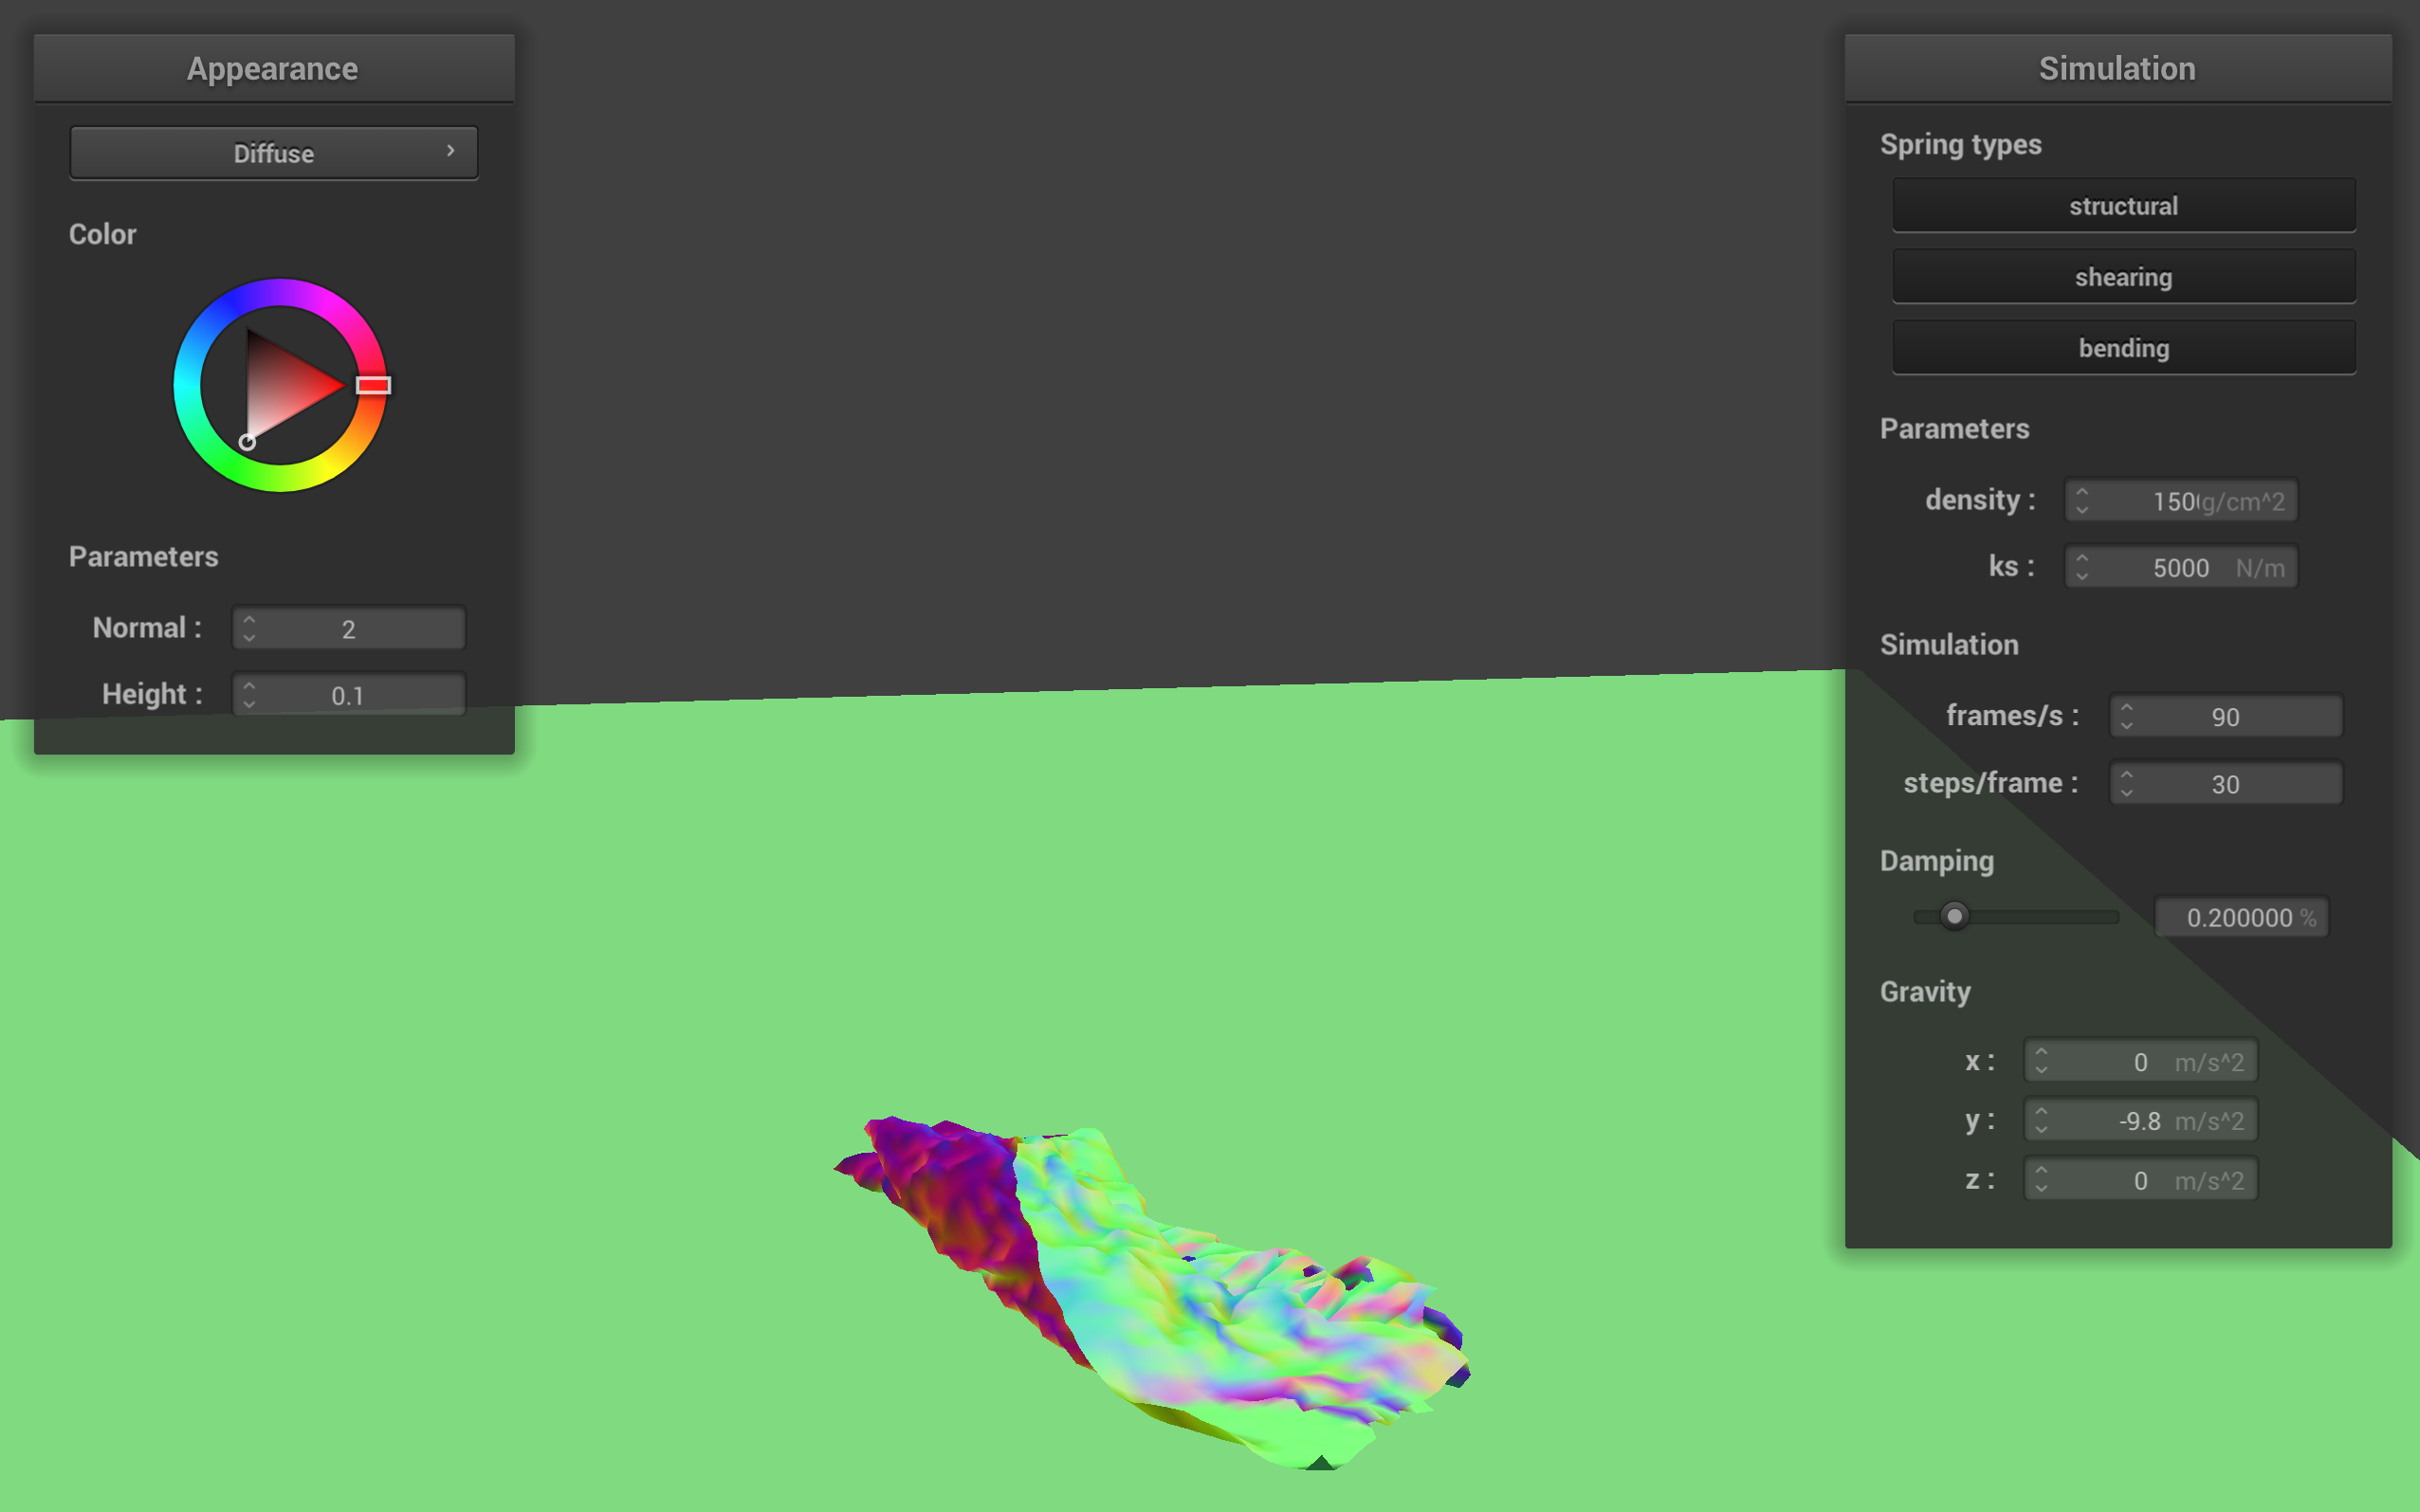 Appearance
Diffuse
Color
Parameters
Normal : 2
Height : 0.1
Simulation
Spring types
structural
shearing
bending
Parameters
density : 150 g/cm^2
ks : 5000 N/m
Simulation
frames/s : 90
steps/frame : 30
Damping
0.200000 %
Gravity
x : 0 m/s^2
y : -9.8 m/s^2
z : 0 m/s^2